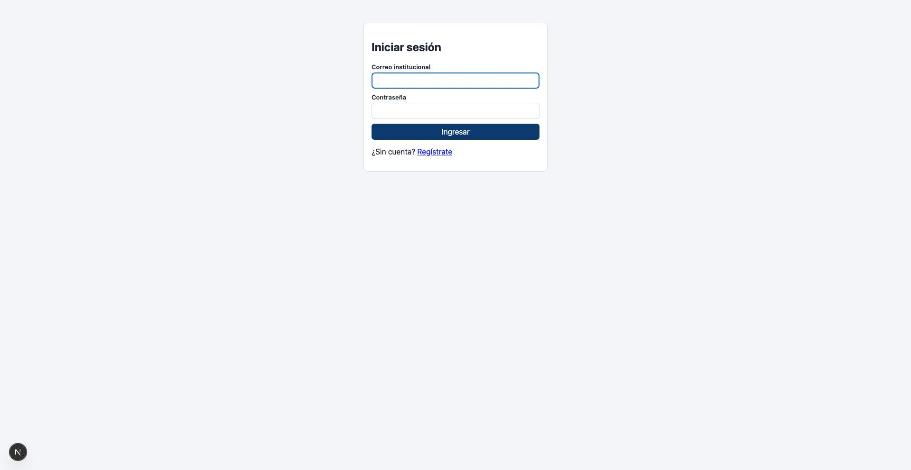 Iniciar sesión
Correo institucional
Contraseña
Ingresar
¿Sin cuenta? Regístrate
N